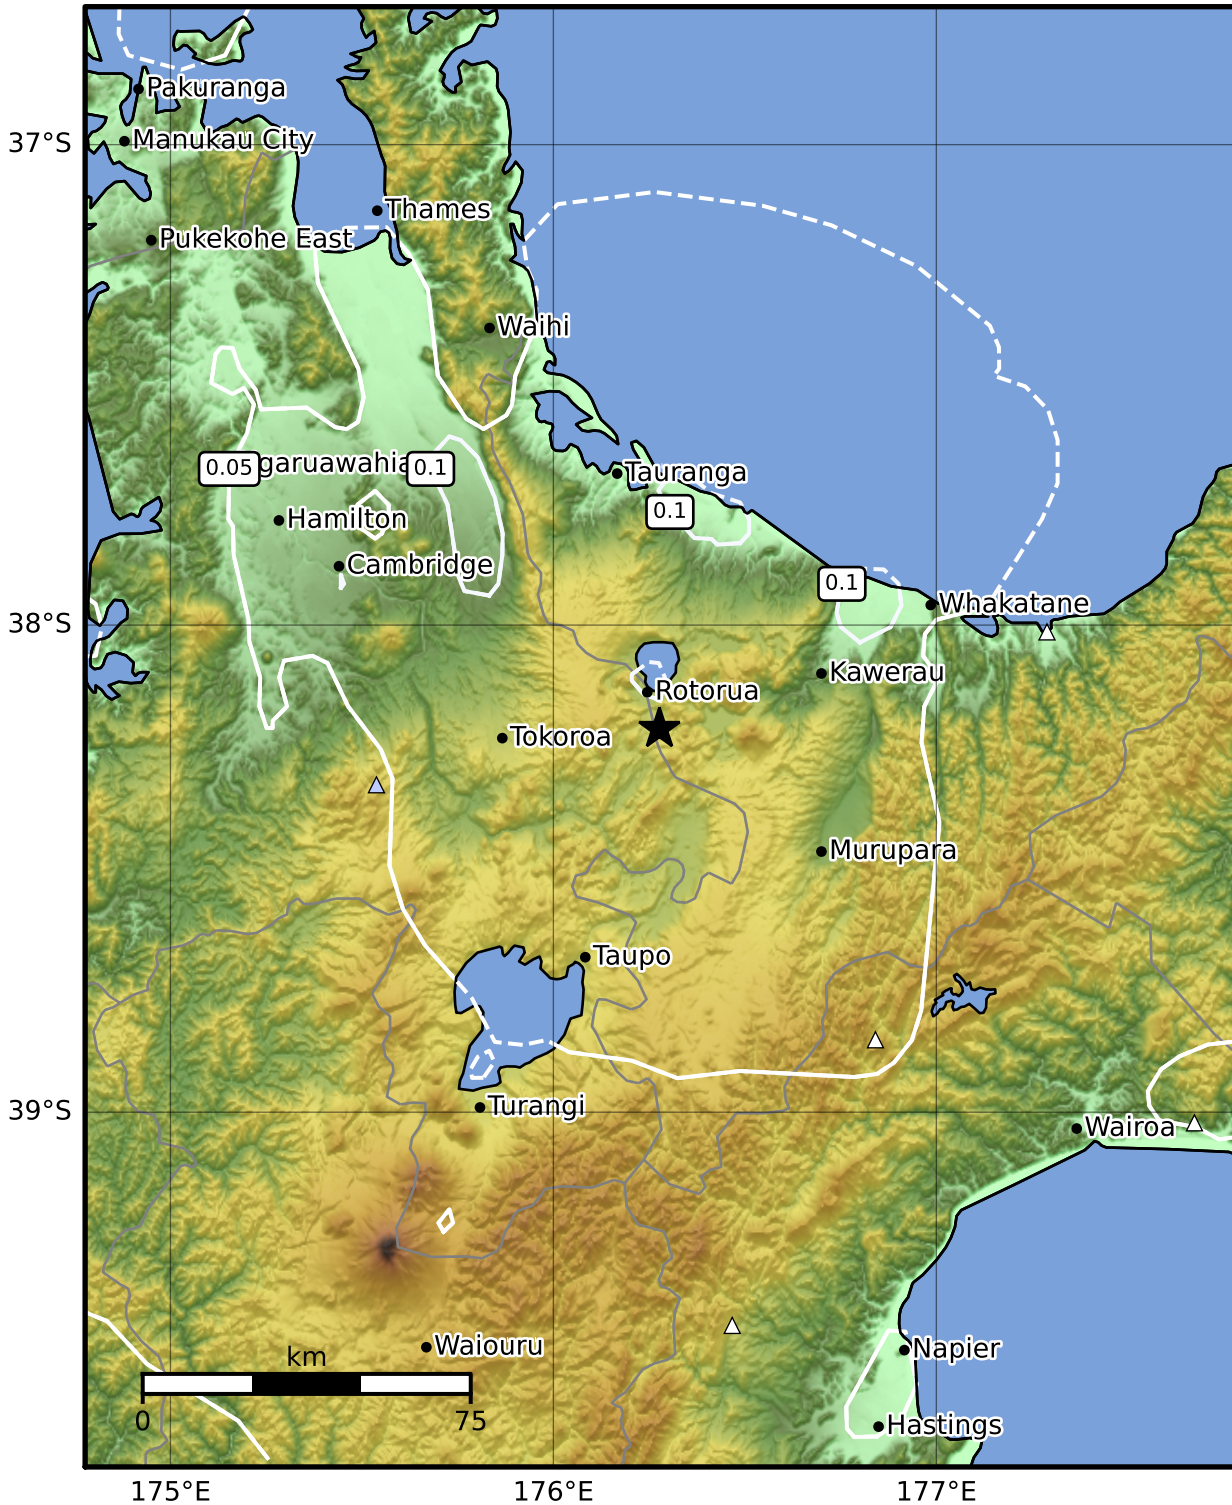 Pakuranga
37°S
Manukau City
Thames
Pukekohe East
Waihi
0.05
garuawahia
0.1
Tauranga
0.1
Hamilton
Cambridge
0.1
Whakatane
38°S
Kawerau
Rotorua
Tokoroa
Murupara
Taupo
Turangi
39°S
Wairoa
Waiouru
Napier
km
0
75
Hastings
175°E
176°E
177°E